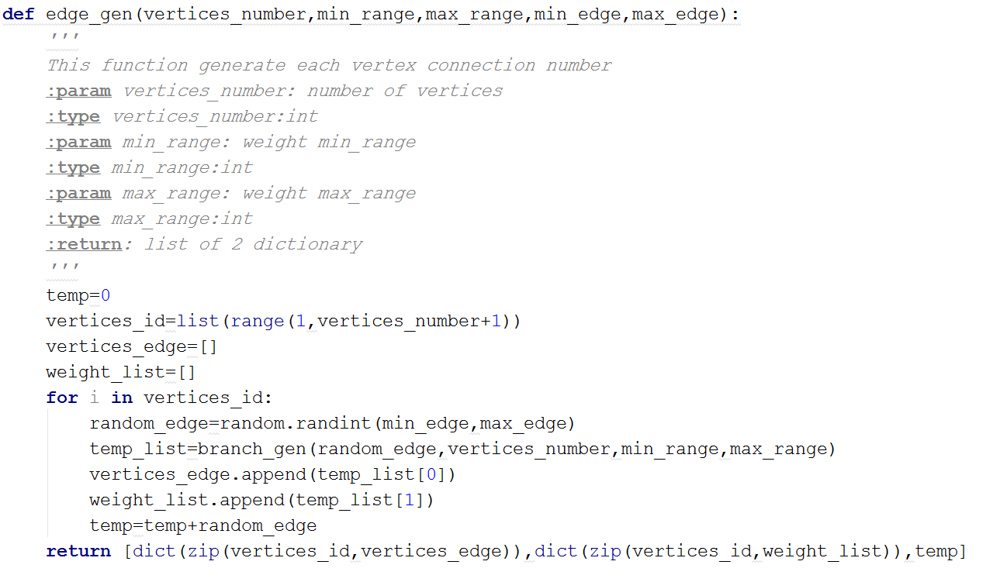 def edge_gen(vertices_number,min_range,max_range,min_edge,max_edge):
    '''
    This function generate each vertex connection number
    :param vertices_number: number of vertices
    :type vertices_number:int
    :param min_range: weight min_range
    :type min_range:int
    :param max_range: weight max_range
    :type max_range:int
    :return: list of 2 dictionary
    '''
    temp=0
    vertices_id=list(range(1,vertices_number+1))
    vertices_edge=[]
    weight_list=[]
    for i in vertices_id:
        random_edge=random.randint(min_edge,max_edge)
        temp_list=branch_gen(random_edge,vertices_number,min_range,max_range)
        vertices_edge.append(temp_list[0])
        weight_list.append(temp_list[1])
        temp=temp+random_edge
    return [dict(zip(vertices_id,vertices_edge)),dict(zip(vertices_id,weight_list)),temp]